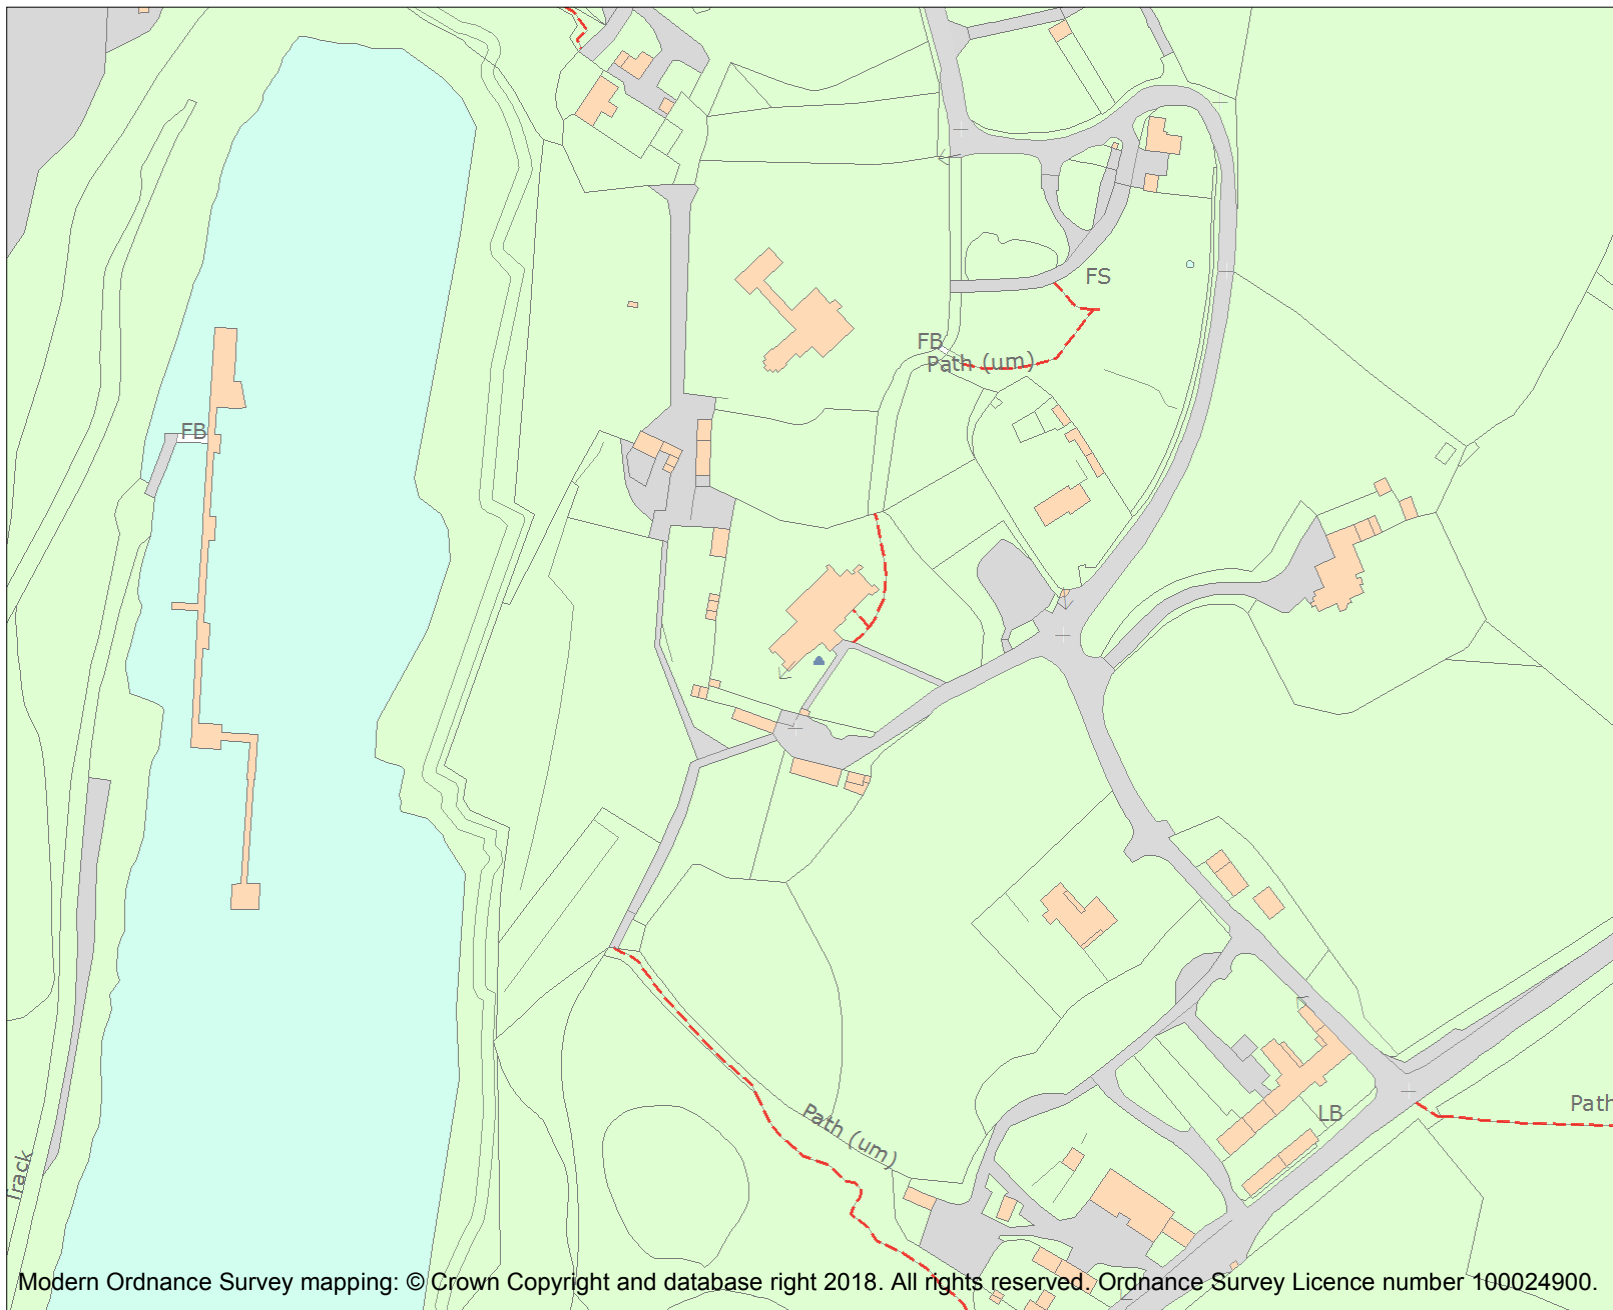 FS
FB
Path (um)
FB
Path
LB
Path (um)
Track
Modern Ordnance Survey mapping: © Crown Copyright and database right 2018. All rights reserved. Ordnance Survey Licence number 100024900.